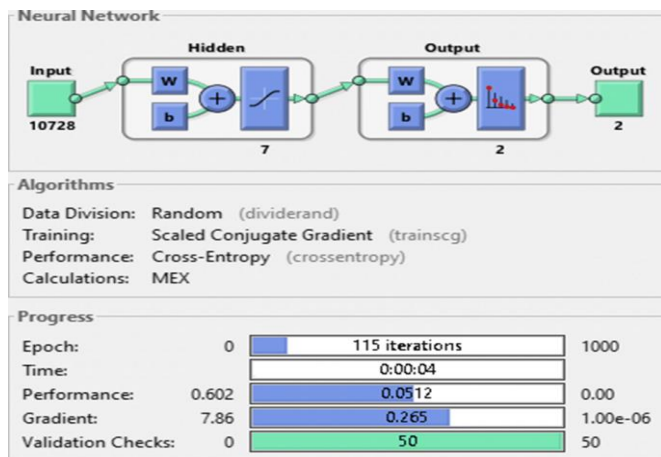 Neural Network
Hidden
Output
Input
W
b
+
7
W
b
+
2
Output
10728
2
Algorithms
Data Division: Random (dividerand)
Training: Scaled Conjugate Gradient (trainscg)
Performance: Cross-Entropy (crossentropy)
Calculations: MEX
Progress
Epoch: 0 115 iterations 1000
Time: 0:00:04
Performance: 0.602 0.0512 0.00
Gradient: 7.86 0.265 1.00e-06
Validation Checks: 0 50 50